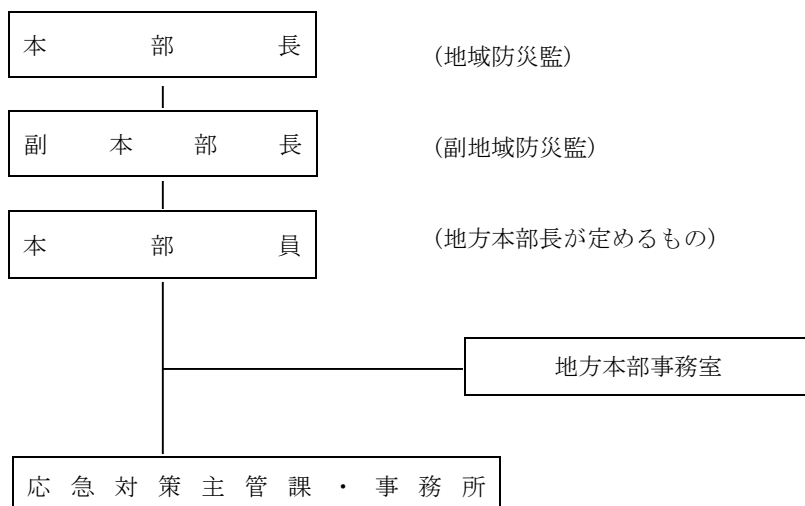 本部長
(地域防災監)
副本部長
(副地域防災監)
本部員
(地方本部長が定めるもの)
地方本部事務室
応急対策主管課・事務所